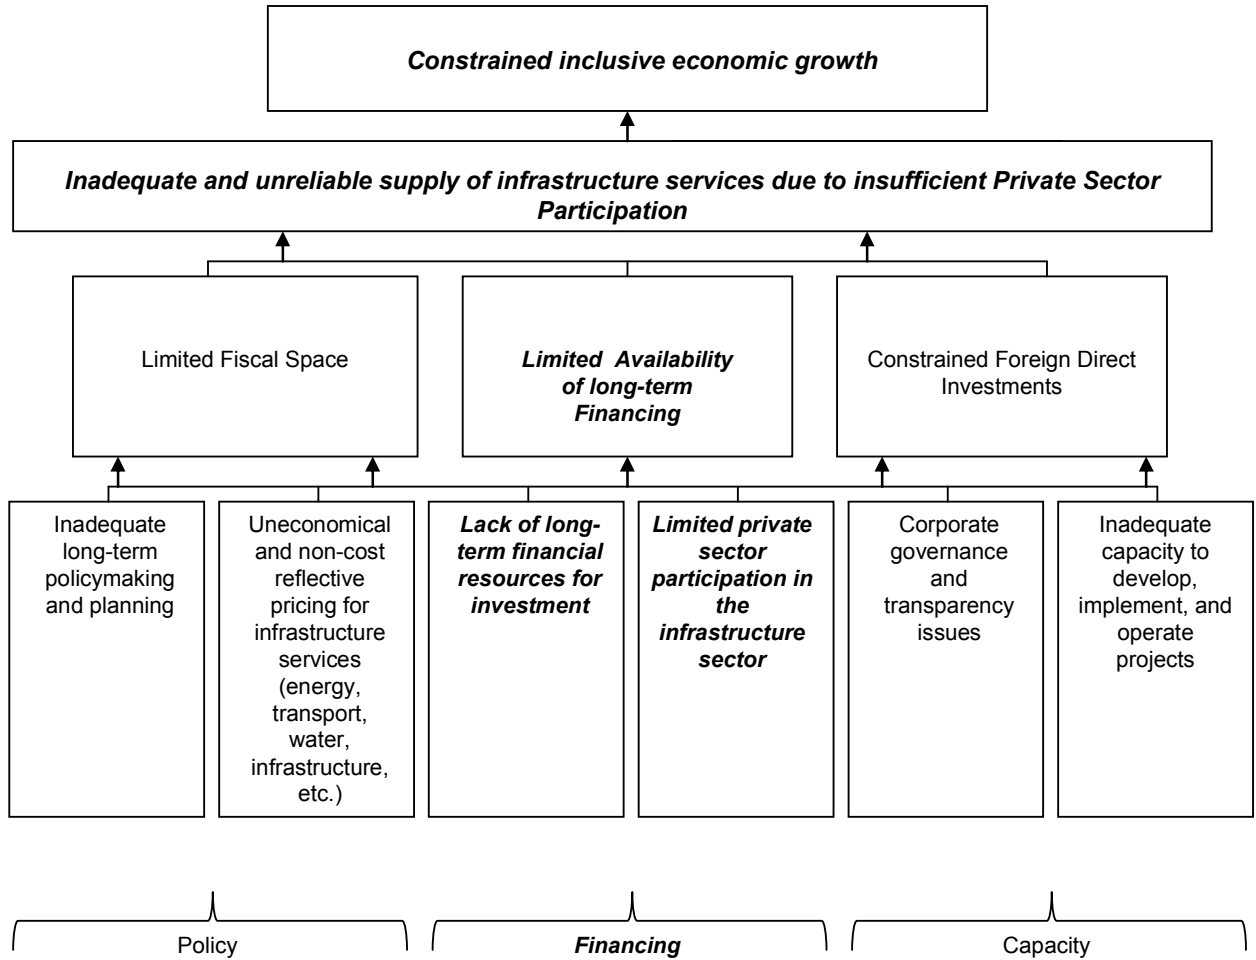 Constrained inclusive economic growth
Inadequate and unreliable supply of infrastructure services due to insufficient Private Sector
Participation
Limited Fiscal Space
Limited Availability
of long-term
Financing
Constrained Foreign Direct
Investments
Inadequate
long-term
policymaking
and planning
Uneconomical
and non-cost
reflective
pricing for
infrastructure
services
(energy,
transport,
water,
infrastructure,
etc.)
Lack of long-
term financial
resources for
investment
Limited private
sector
participation in
the
infrastructure
sector
Corporate
governance
and
transparency
issues
Inadequate
capacity to
develop,
implement, and
operate
projects
Policy
Financing
Capacity